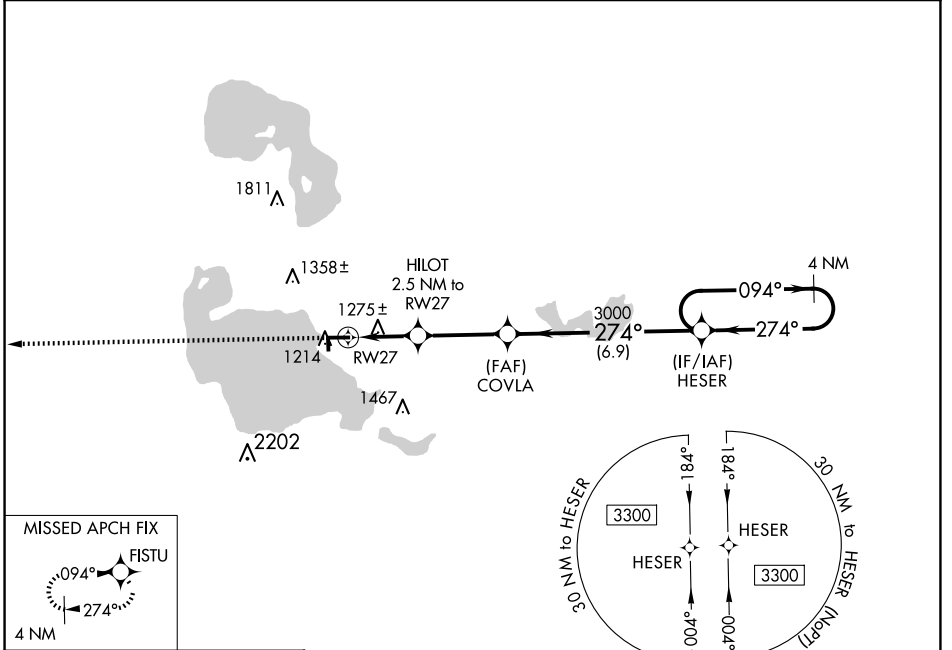 1811
1358±
HILOT
2.5 NM to
RW27
4 NM
094°
1275±
3000
274°
(6.9)
274°
1214
RW27
(FAF)
COVLA
(IF/IAF)
HESER
1467
2202
MISSED APCH FIX
FISTU
094°
274°
4 NM
30 NM to HESER
184°
184°
30 NM to HESER (NoPT)
3300
HESER
HESER
3300
004°
004°